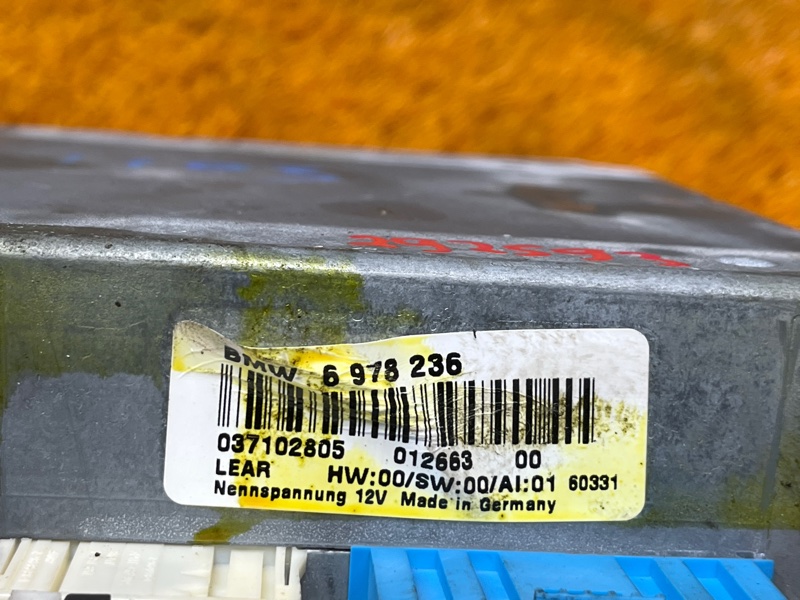 BMW 6 978 236
037102805 012663 00
LEAR HW:00/SW:00/AI:01 60331
Nennspannung 12V Made in Germany